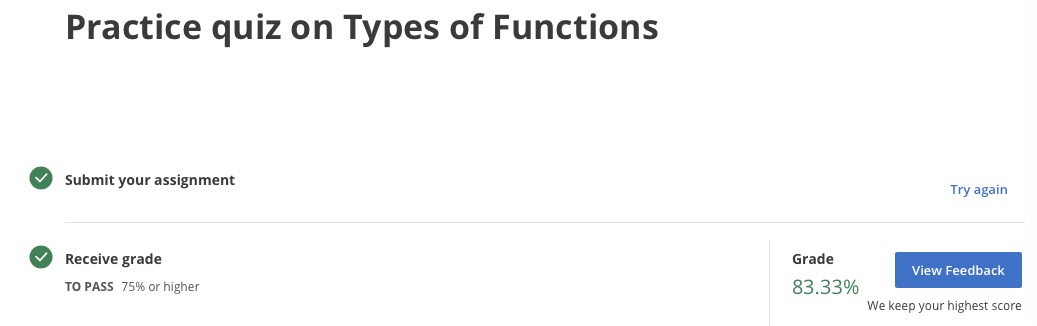 Practice quiz on Types of Functions
Submit your assignment
Try again
Receive grade
TO PASS 75% or higher
Grade
83.33%
View Feedback
We keep your highest score